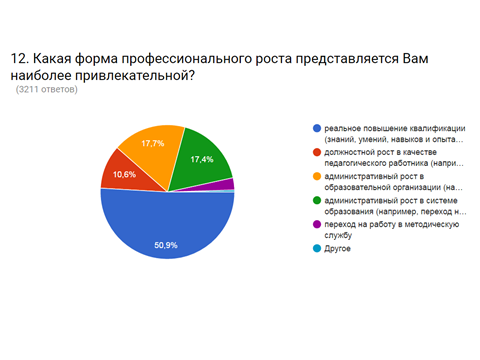 12. Какая форма профессионального роста представляется Вам
наиболее привлекательной?
(3211 ответов)
17,7%
17,4%
10,6%
50,9%
реальное повышение квалификации
(знаний, умений, навыков и опыта...
должностной рост в качестве
педагогического работника (напри...
административный рост в
образовательной организации (на...
административный рост в системе
образования (например, переход н...
переход на работу в методическую
службу
Другое